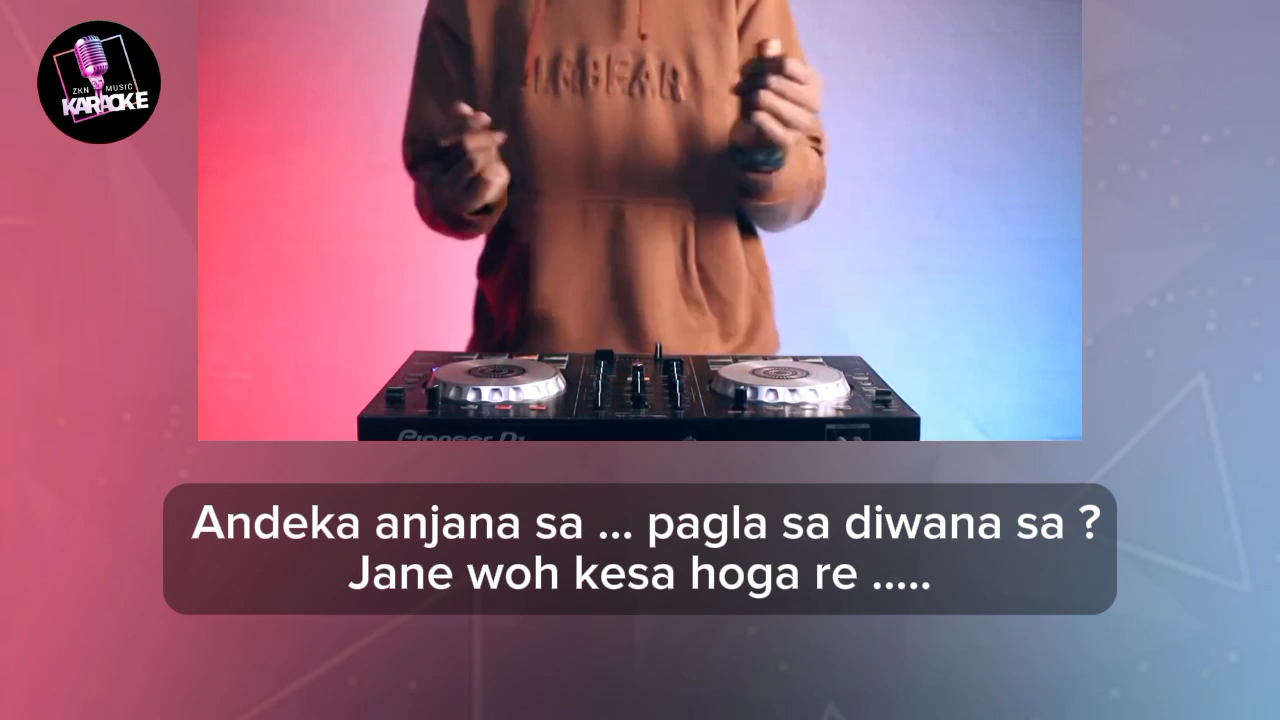 ZKN MUSIC
KARAOKE
Andeka anjana sa ... pagla sa diwana sa ?
Jane woh kesa hoga re .....